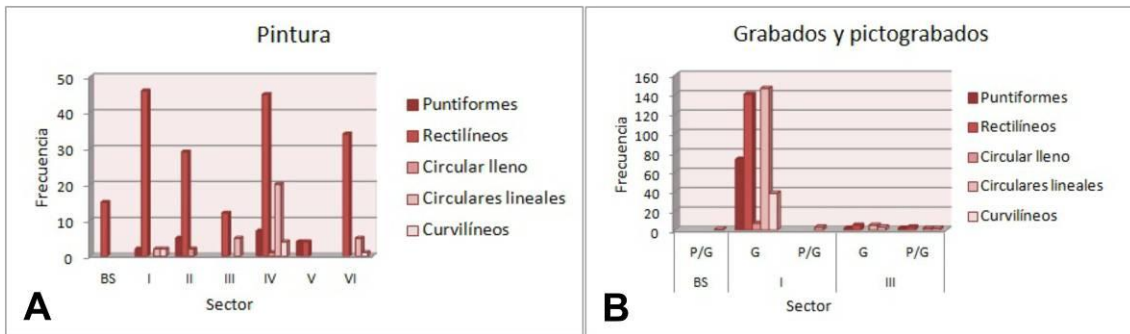 Pintura
50
40
30
20
10
0
Frecuencia
BS I II III IV V VI
Sector
Puntiformes
Rectilíneos
Circular lleno
Circulares lineales
Curvilíneos
A
Grabados y pictograbados
160
140
120
100
80
60
40
20
0
Frecuencia
P/G G P/G G P/G
BS I III
Sector
Puntiformes
Rectilíneos
Circular lleno
Circulares lineales
Curvilíneos
B